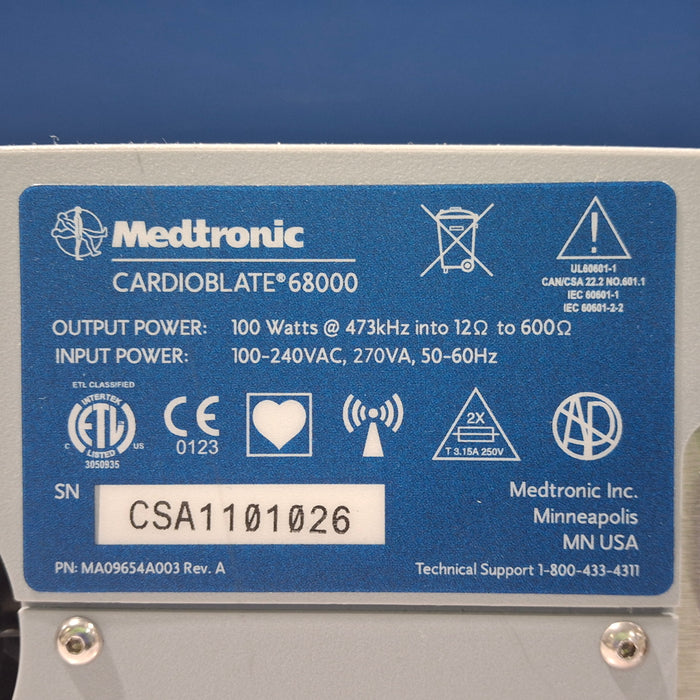 Medtronic
CARDIOBLATE® 68000
UL60601-1
CAN/CSA 22.2 NO.601.1
IEC 60601-1
IEC 60601-2-2
OUTPUT POWER: 100 Watts @ 473kHz into 12Ω to 600Ω
INPUT POWER: 100-240VAC, 270VA, 50-60Hz
ETL CLASSIFIED
INTERTEK
ETL
LISTED
C US
3050935
CE
0123
2X
T 3.15A 250V
SN CSA1101026
Medtronic Inc.
Minneapolis
MN USA
PN: MA09654A003 Rev. A
Technical Support 1-800-433-4311